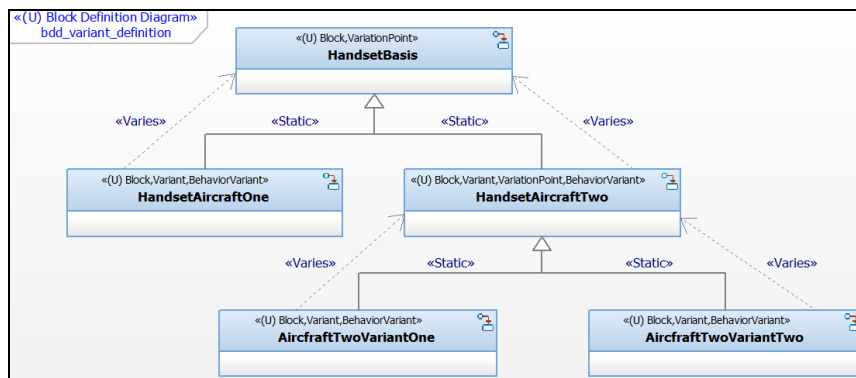 «(U) Block Definition Diagram»
bdd_variant_definition
«(U) Block,VariationPoint»
HandsetBasis
«Varies»
«Static»
«Static»
«Varies»
«(U) Block,Variant,BehaviorVariant»
HandsetAircraftOne
«(U) Block,Variant,VariationPoint,BehaviorVariant»
HandsetAircraftTwo
«Varies»
«Static»
«Static»
«Varies»
«(U) Block,Variant,BehaviorVariant»
AircfraftTwoVariantOne
«(U) Block,Variant,BehaviorVariant»
AircfraftTwoVariantTwo